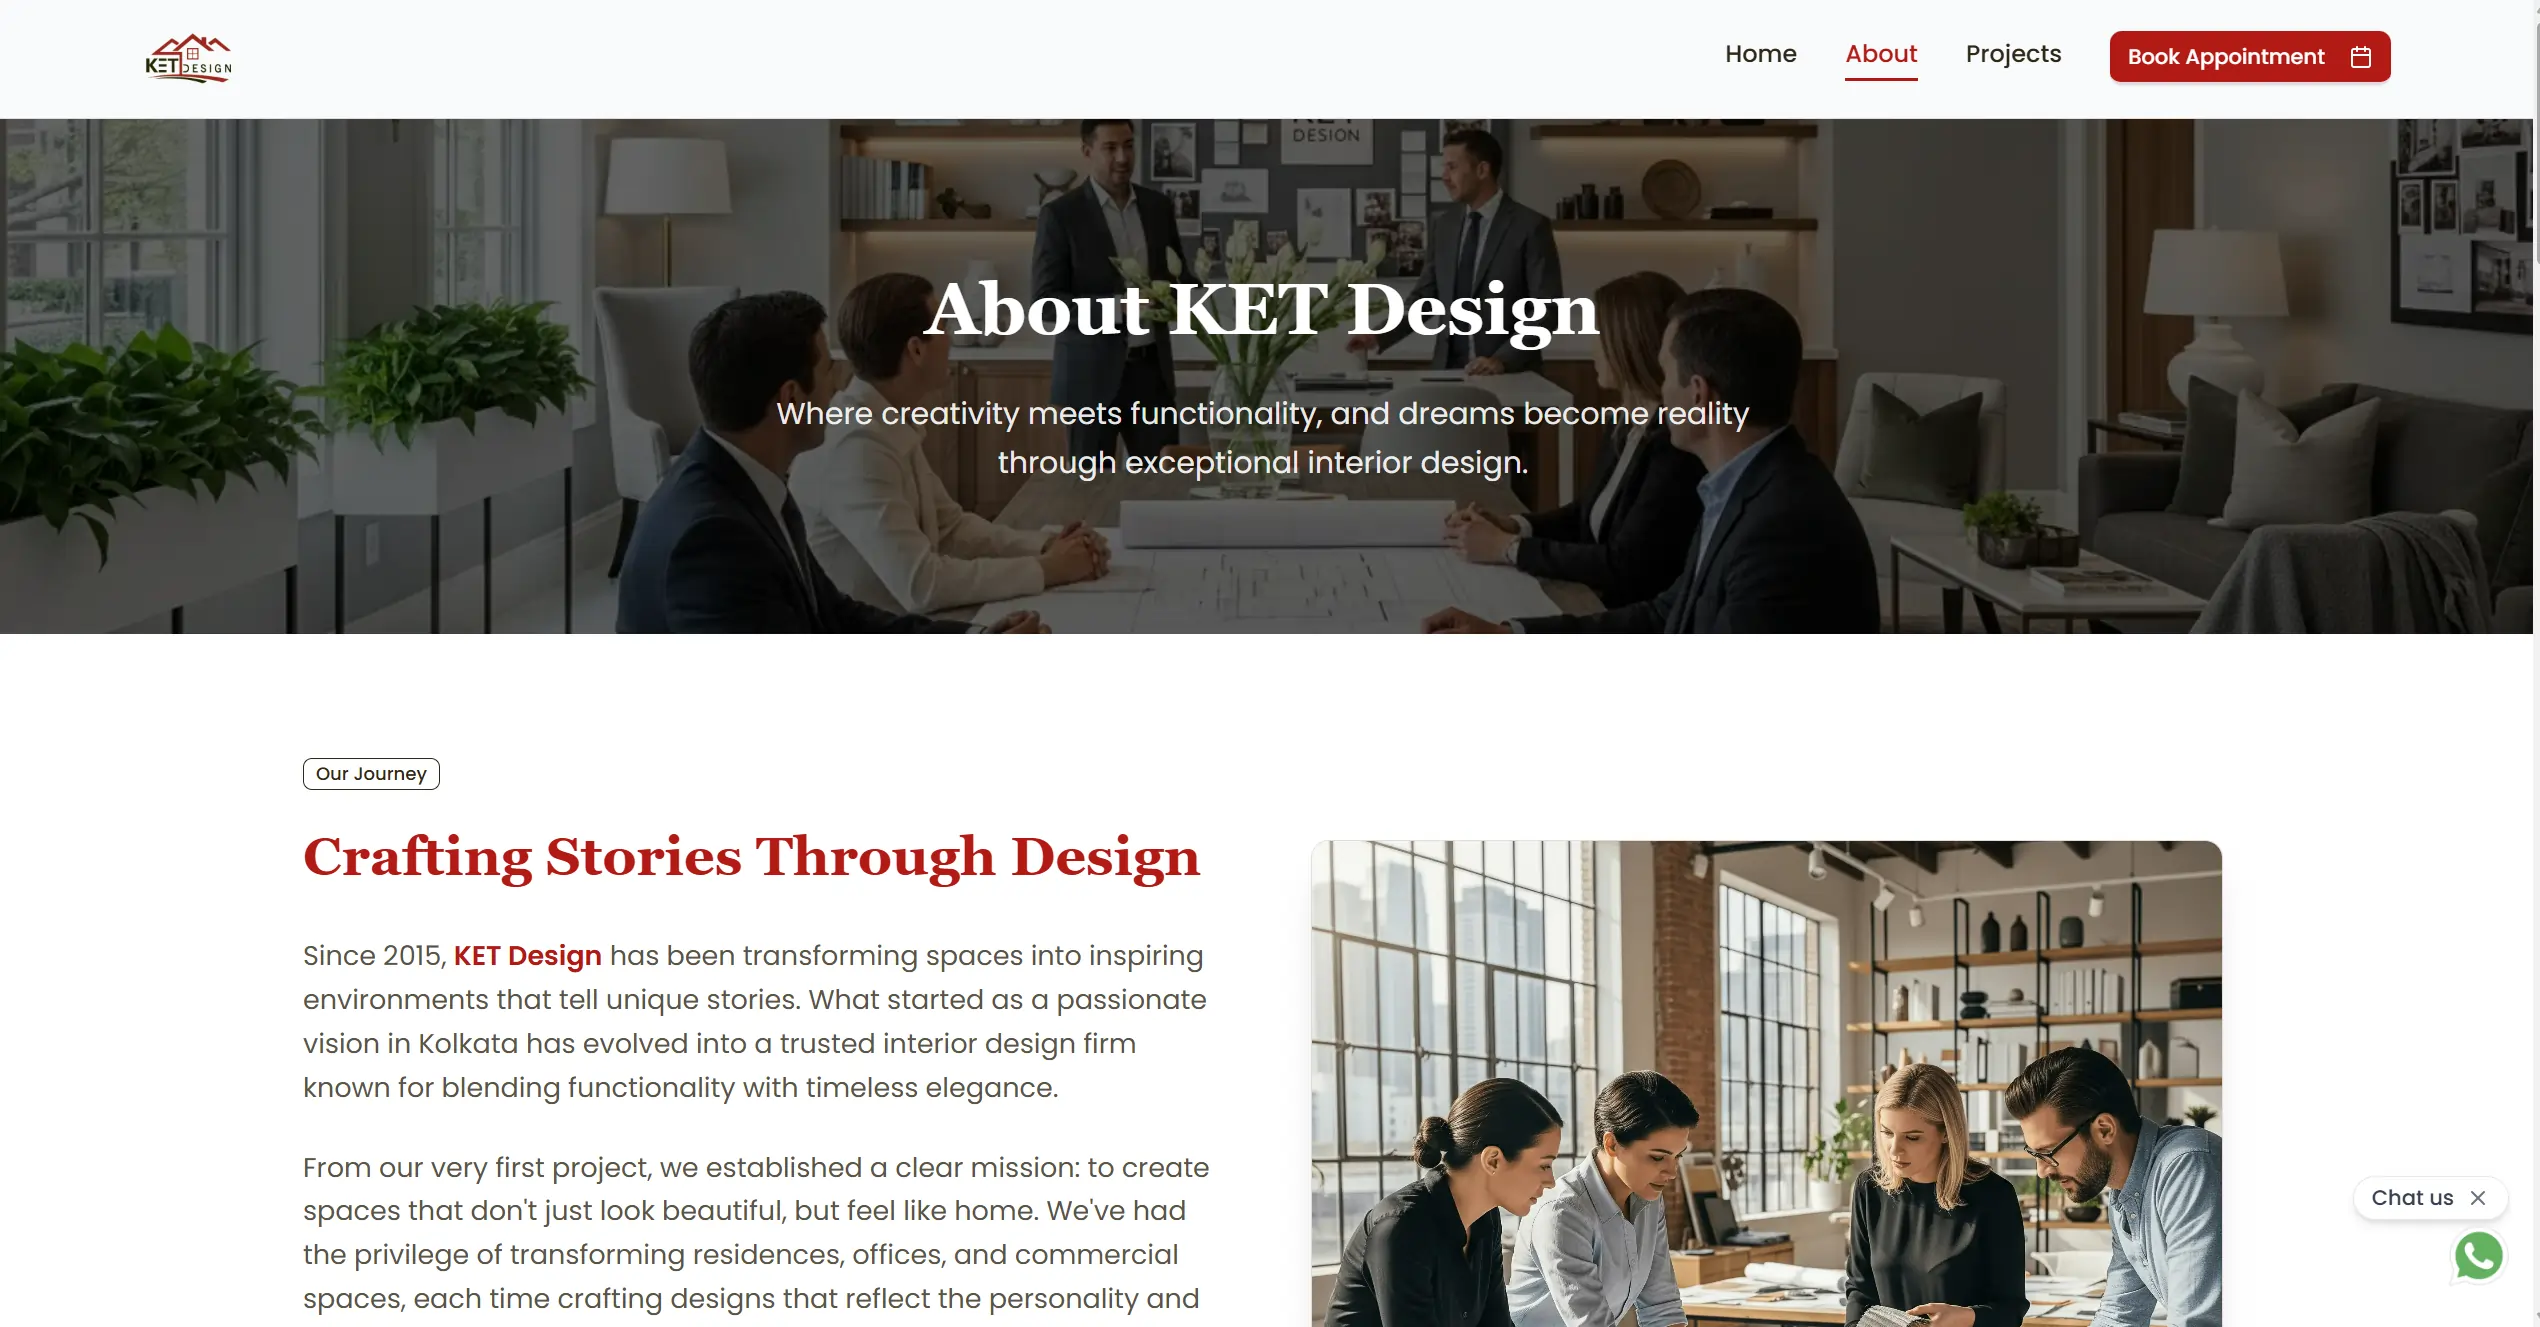 KET DESIGN
Home
About
Projects
Book Appointment
DESIGN
About KET Design
Where creativity meets functionality, and dreams become reality
through exceptional interior design.
Our Journey
Crafting Stories Through Design
Since 2015, KET Design has been transforming spaces into inspiring
environments that tell unique stories. What started as a passionate
vision in Kolkata has evolved into a trusted interior design firm
known for blending functionality with timeless elegance.
From our very first project, we established a clear mission: to create
spaces that don't just look beautiful, but feel like home. We've had
the privilege of transforming residences, offices, and commercial
spaces, each time crafting designs that reflect the personality and
Chat us